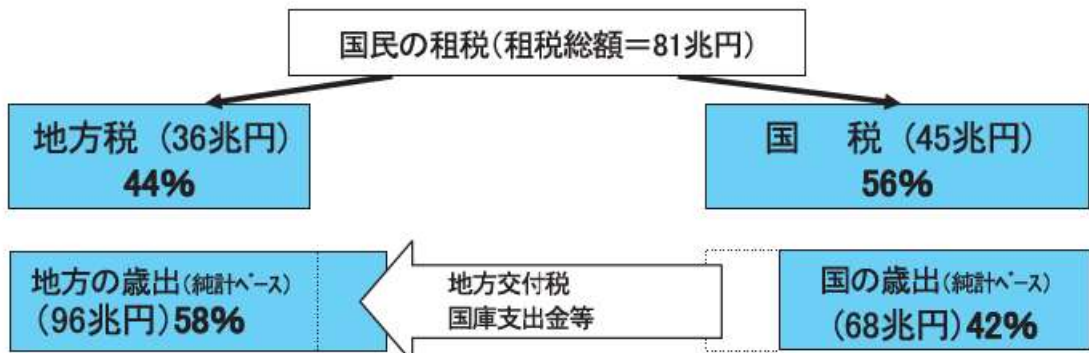 国民の租税(租税総額=81兆円)
地方税 (36兆円)
44%
国 税 (45兆円)
56%
地方の歳出(純計ベース)
(96兆円)58%
地方交付税
国庫支出金等
国の歳出(純計ベース)
(68兆円)42%